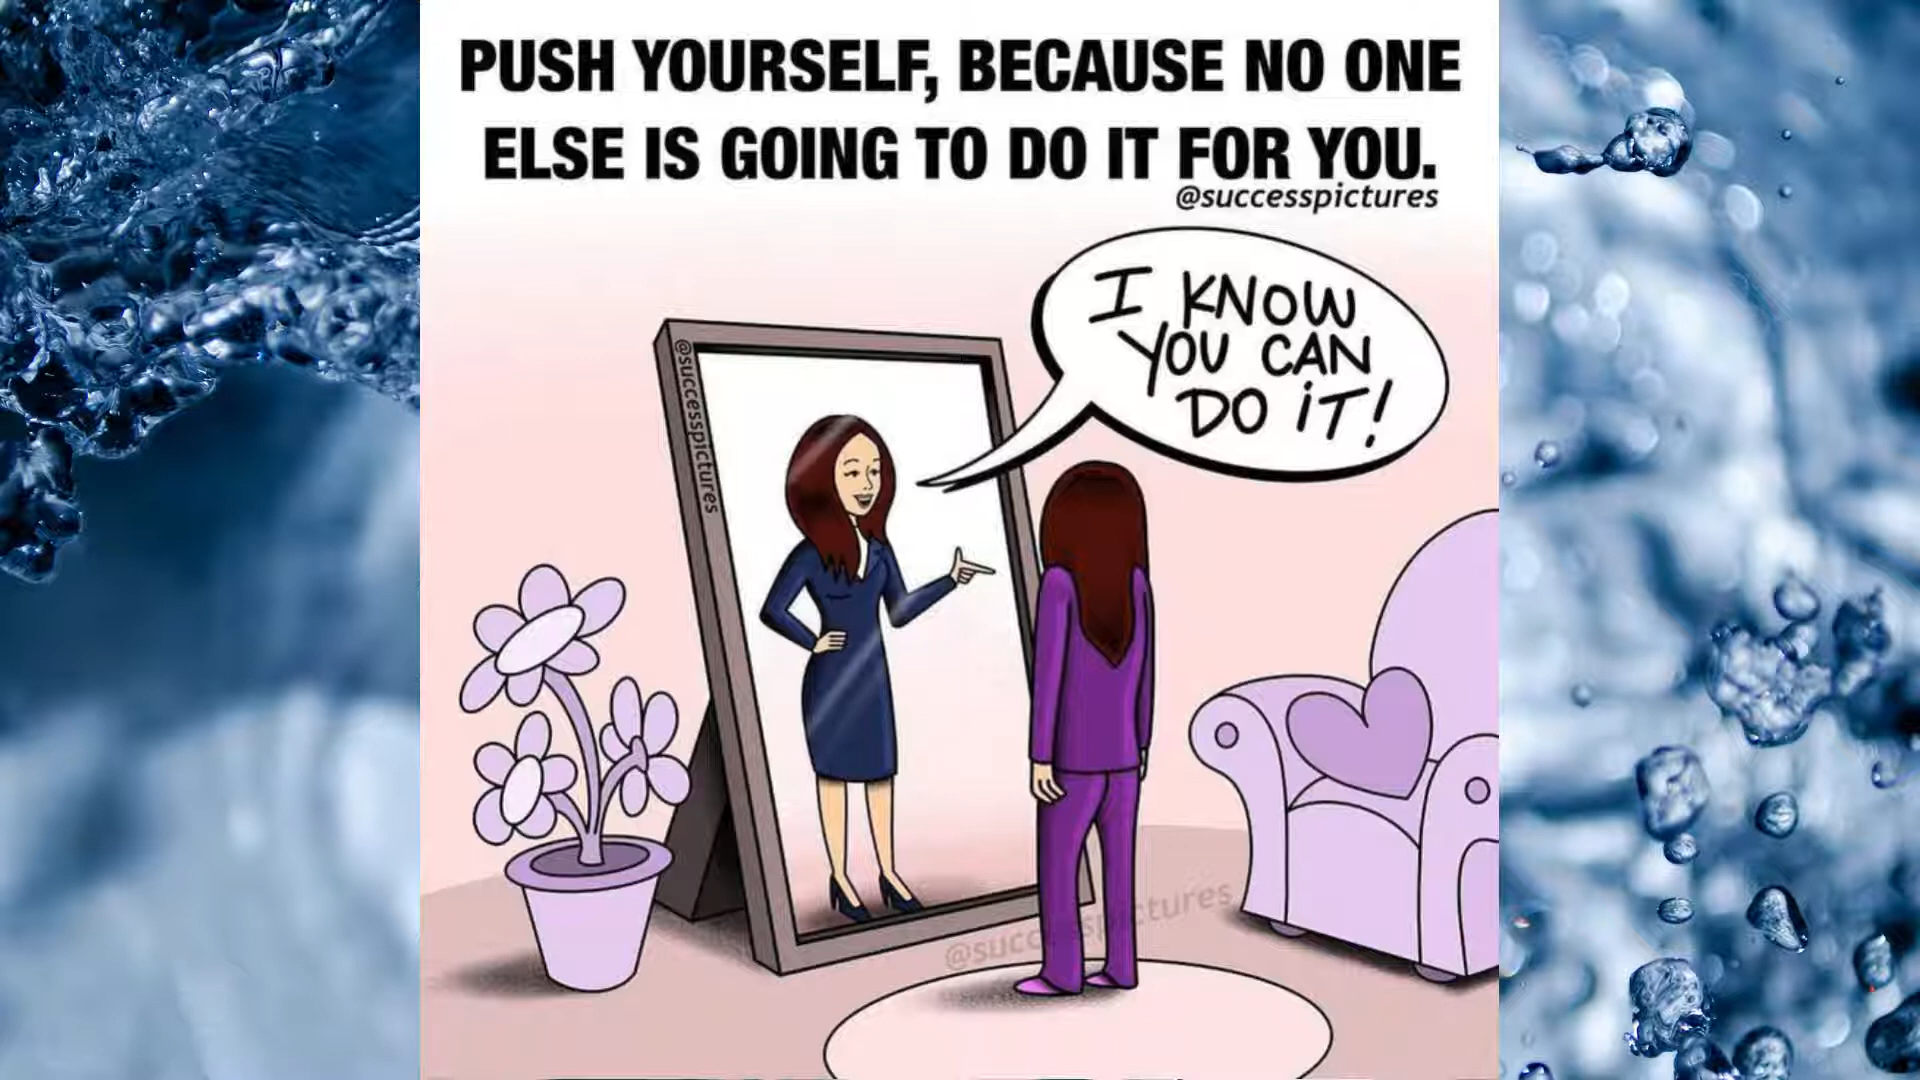 PUSH YOURSELF, BECAUSE NO ONE
ELSE IS GOING TO DO IT FOR YOU.
@successpictures
I KNOW
YOU CAN
DO iT!
@successpictures
@successpictures